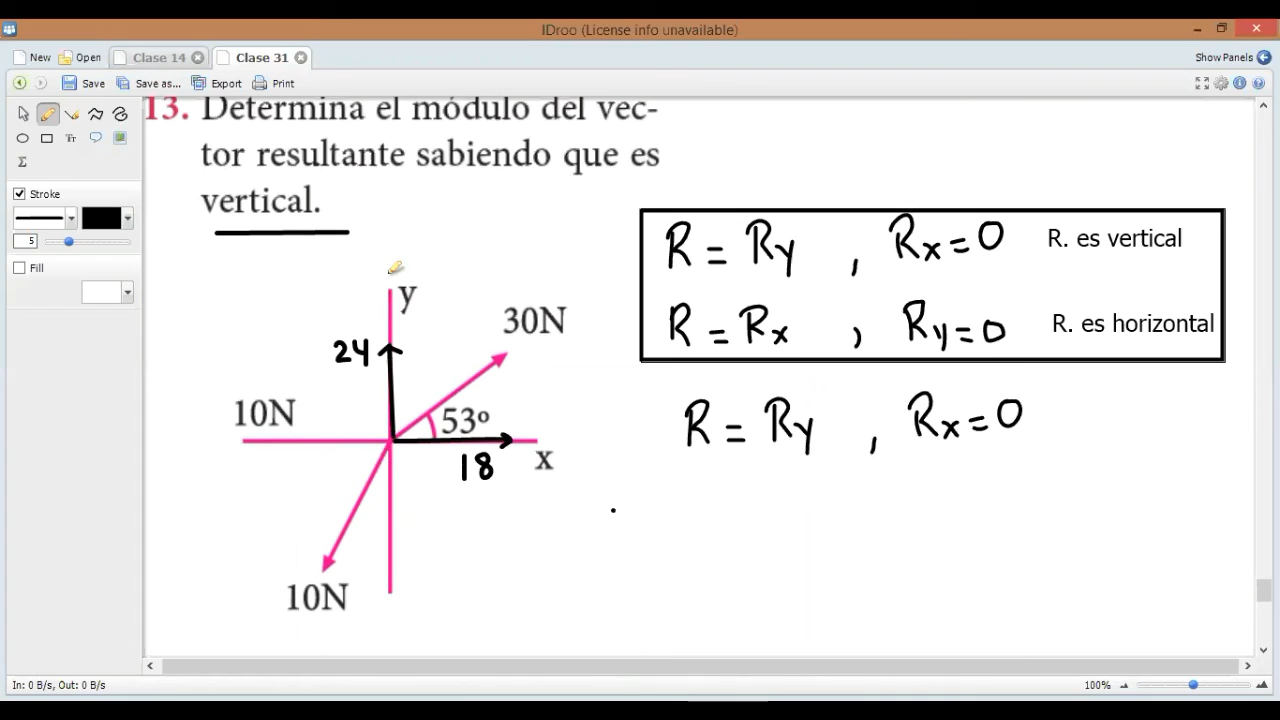 IDroo (License info unavailable)
New Open Clase 14 Clase 31 Show Panels
Save Save as... Export Print
Tт
Σ
Stroke
5
Fill
13. Determina el módulo del vec-
tor resultante sabiendo que es
vertical.
R = Ry , Rx = 0 R. es vertical
R = Rx , Ry = 0 R. es horizontal
R = Ry , Rx = 0
y
30N
24
10N
53º
18
x
10N
In: 0 B/s, Out: 0 B/s 100%